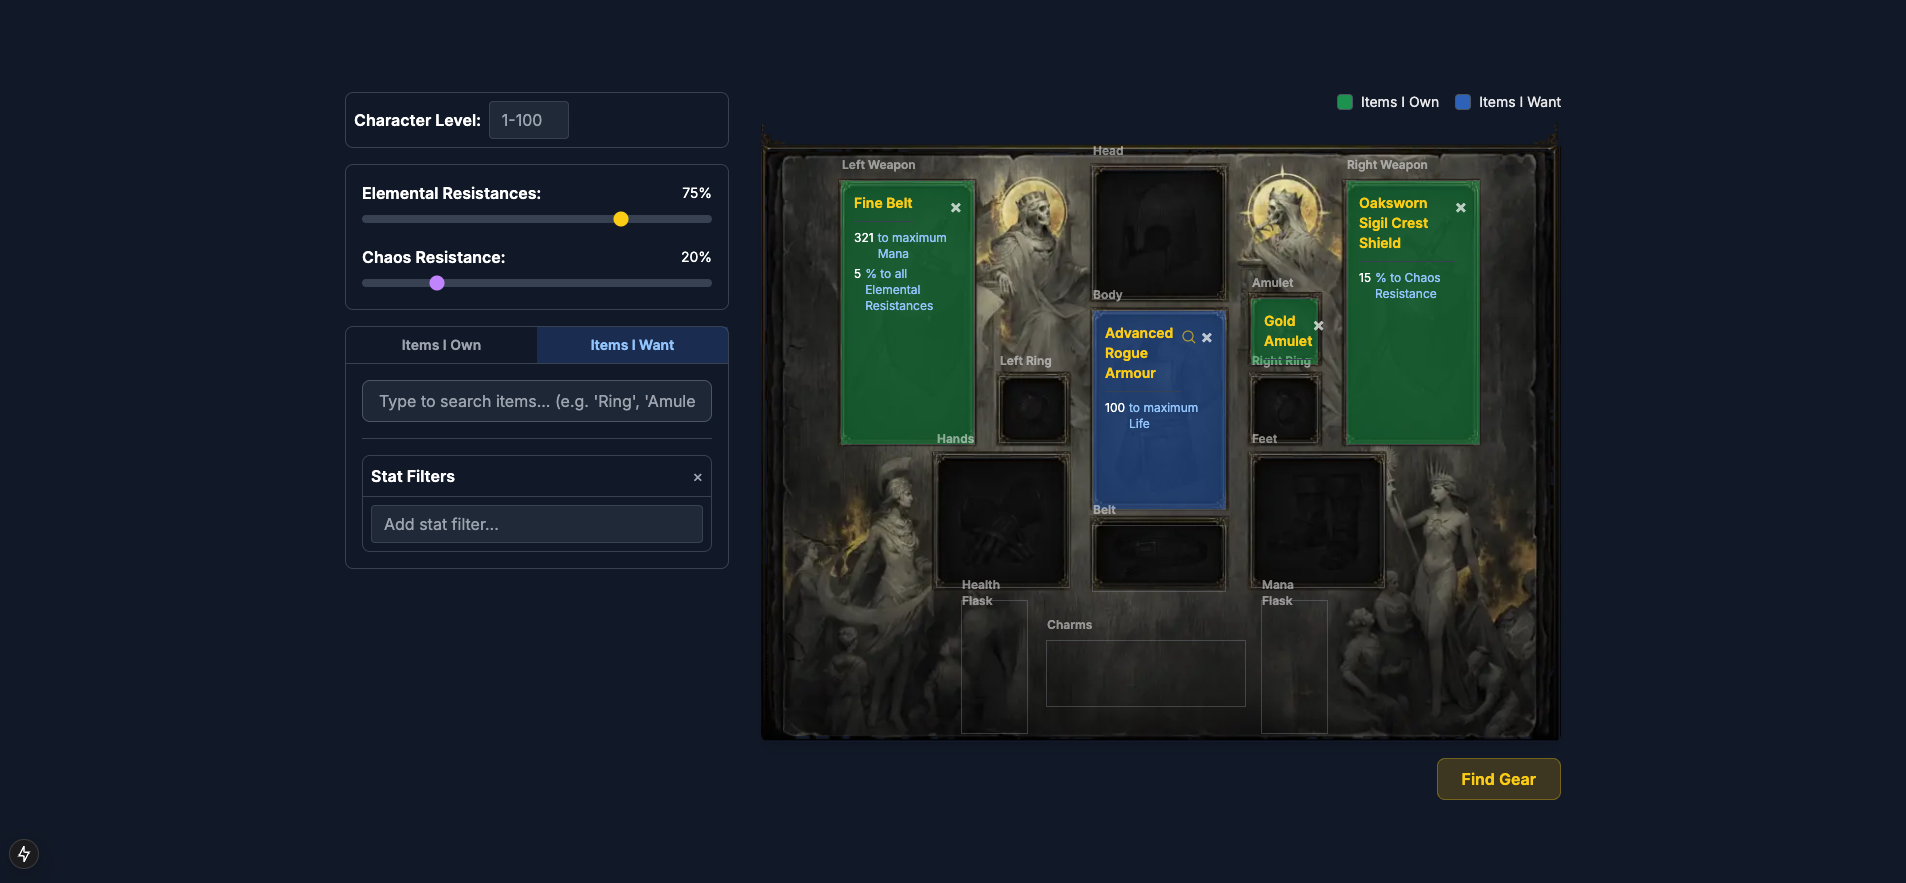 Character Level:
1-100
Elemental Resistances:
75%
Chaos Resistance:
20%
Items I Own
Items I Want
Type to search items... (e.g. 'Ring', 'Amule
Stat Filters
×
Add stat filter...
Items I Own
Items I Want
Left Weapon
Fine Belt
×
321 to maximum
Mana
5 % to all
Elemental
Resistances
Head
Right Weapon
Oaksworn
Sigil Crest
Shield
×
15 % to Chaos
Resistance
Body
Advanced
Rogue
Armour
×
100 to maximum
Life
Amulet
Gold
Amulet
×
Left Ring
Right Ring
Hands
Feet
Belt
Health
Flask
Charms
Mana
Flask
Find Gear